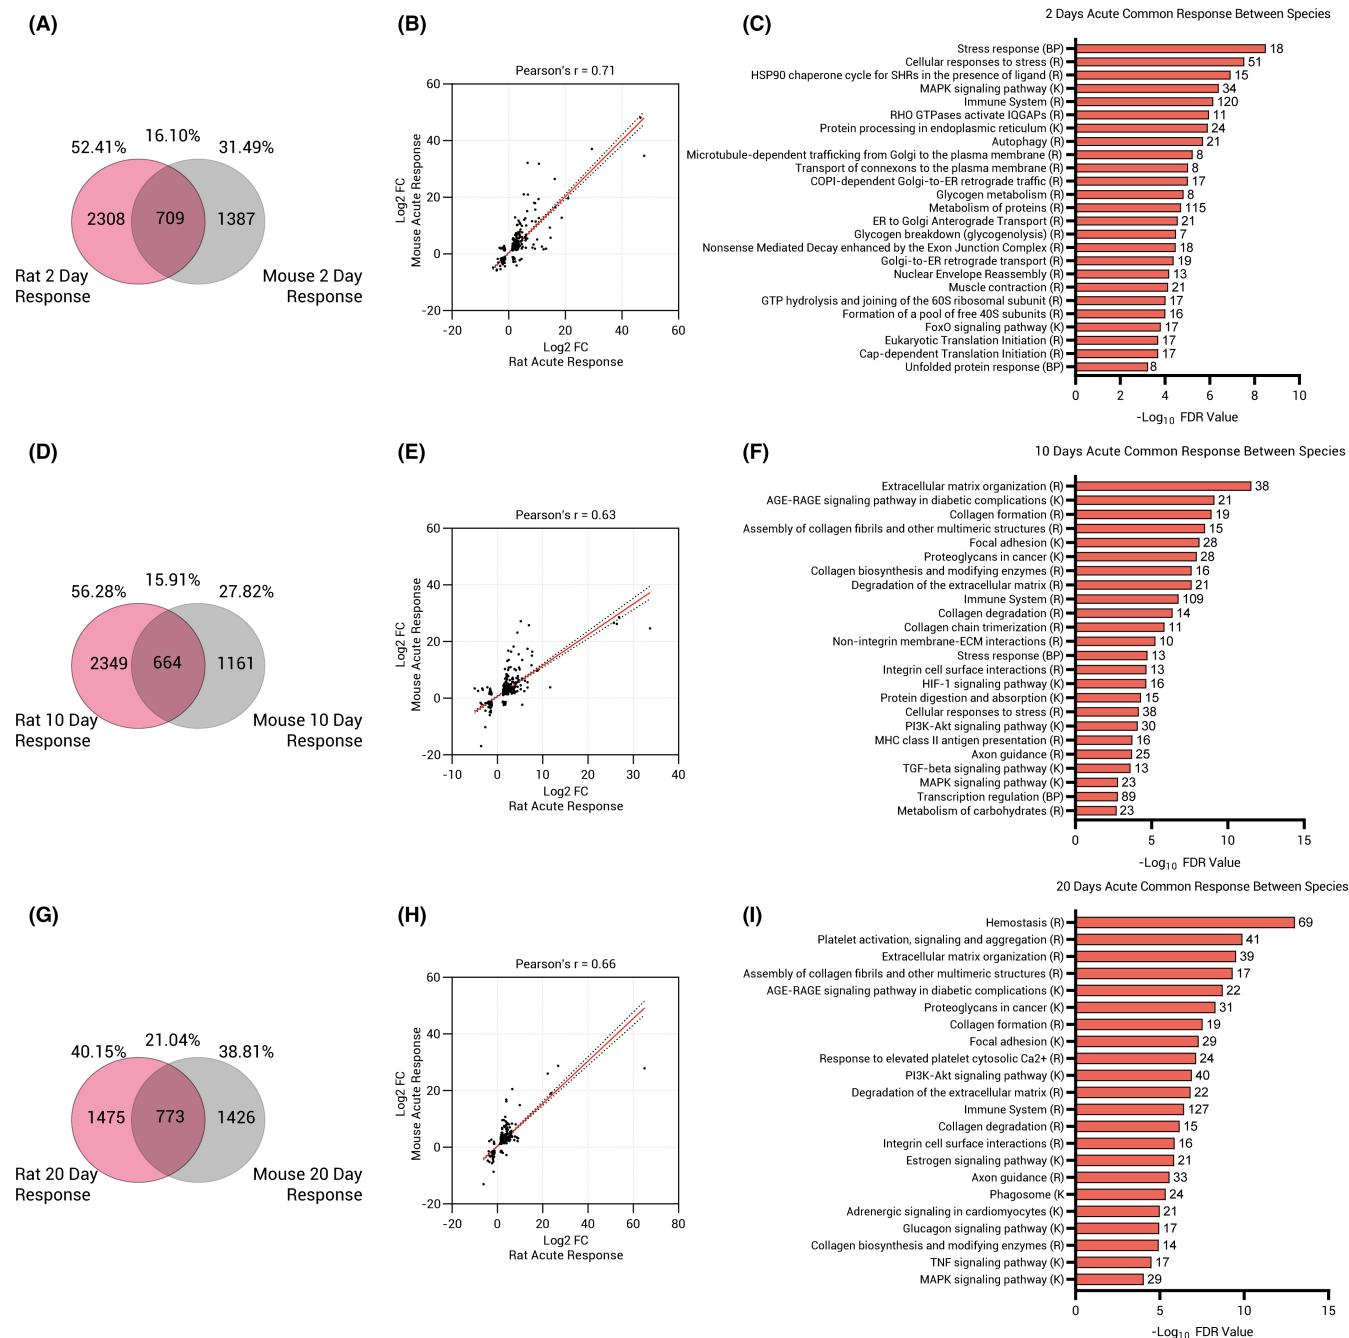 (A)
52.41%
16.10%
31.49%
2308
709
1387
Rat 2 Day
Response
Mouse 2 Day
Response
(B)
Pearson's r = 0.71
60
40
20
0
−20
Log2 FC
Mouse Acute Response
−20 0 20 40 60
Log2 FC
Rat Acute Response
(C)
2 Days Acute Common Response Between Species
Stress response (BP) 18
Cellular responses to stress (R) 51
HSP90 chaperone cycle for SHRs in the presence of ligand (R) 15
MAPK signaling pathway (K) 34
Immune System (R) 120
RHO GTPases activate IQGAPs (R) 11
Protein processing in endoplasmic reticulum (K) 24
Autophagy (R) 21
Microtubule-dependent trafficking from Golgi to the plasma membrane (R) 8
Transport of connexons to the plasma membrane (R) 8
COPI-dependent Golgi-to-ER retrograde traffic (R) 17
Glycogen metabolism (R) 8
Metabolism of proteins (R) 115
ER to Golgi Anterograde Transport (R) 21
Glycogen breakdown (glycogenolysis) (R) 7
Nonsense Mediated Decay enhanced by the Exon Junction Complex (R) 18
Golgi-to-ER retrograde transport (R) 19
Nuclear Envelope Reassembly (R) 13
Muscle contraction (R) 21
GTP hydrolysis and joining of the 60S ribosomal subunit (R) 17
Formation of a pool of free 40S subunits (R) 16
FoxO signaling pathway (K) 17
Eukaryotic Translation Initiation (R) 17
Cap-dependent Translation Initiation (R) 17
Unfolded protein response (BP) 8
0 2 4 6 8 10
-Log10 FDR Value
(D)
56.28%
15.91%
27.82%
2349
664
1161
Rat 10 Day
Response
Mouse 10 Day
Response
(E)
Pearson's r = 0.63
60
40
20
0
−20
Log2 FC
Mouse Acute Response
−10 0 10 20 30 40
Log2 FC
Rat Acute Response
(F)
10 Days Acute Common Response Between Species
Extracellular matrix organization (R) 38
AGE-RAGE signaling pathway in diabetic complications (K) 21
Collagen formation (R) 19
Assembly of collagen fibrils and other multimeric structures (R) 15
Focal adhesion (K) 28
Proteoglycans in cancer (K) 28
Collagen biosynthesis and modifying enzymes (R) 16
Degradation of the extracellular matrix (R) 21
Immune System (R) 109
Collagen degradation (R) 14
Collagen chain trimerization (R) 11
Non-integrin membrane-ECM interactions (R) 10
Stress response (BP) 13
Integrin cell surface interactions (R) 13
HIF-1 signaling pathway (K) 16
Protein digestion and absorption (K) 15
Cellular responses to stress (R) 38
PI3K-Akt signaling pathway (K) 30
MHC class II antigen presentation (R) 16
Axon guidance (R) 25
TGF-beta signaling pathway (K) 13
MAPK signaling pathway (K) 23
Transcription regulation (BP) 89
Metabolism of carbohydrates (R) 23
0 5 10 15
-Log10 FDR Value
(G)
40.15%
21.04%
38.81%
1475
773
1426
Rat 20 Day
Response
Mouse 20 Day
Response
(H)
Pearson's r = 0.66
60
40
20
0
−20
Log2 FC
Mouse Acute Response
−20 0 20 40 60 80
Log2 FC
Rat Acute Response
(I)
20 Days Acute Common Response Between Species
Hemostasis (R) 69
Platelet activation, signaling and aggregation (R) 41
Extracellular matrix organization (R) 39
Assembly of collagen fibrils and other multimeric structures (R) 17
AGE-RAGE signaling pathway in diabetic complications (K) 22
Proteoglycans in cancer (K) 31
Collagen formation (R) 19
Focal adhesion (K) 29
Response to elevated platelet cytosolic Ca2+ (R) 24
PI3K-Akt signaling pathway (K) 40
Degradation of the extracellular matrix (R) 22
Immune System (R) 127
Collagen degradation (R) 15
Integrin cell surface interactions (R) 16
Estrogen signaling pathway (K) 21
Axon guidance (R) 33
Phagosome (K 24
Adrenergic signaling in cardiomyocytes (K) 21
Glucagon signaling pathway (K) 17
Collagen biosynthesis and modifying enzymes (R) 14
TNF signaling pathway (K) 17
MAPK signaling pathway (K) 29
0 5 10 15
-Log10 FDR Value